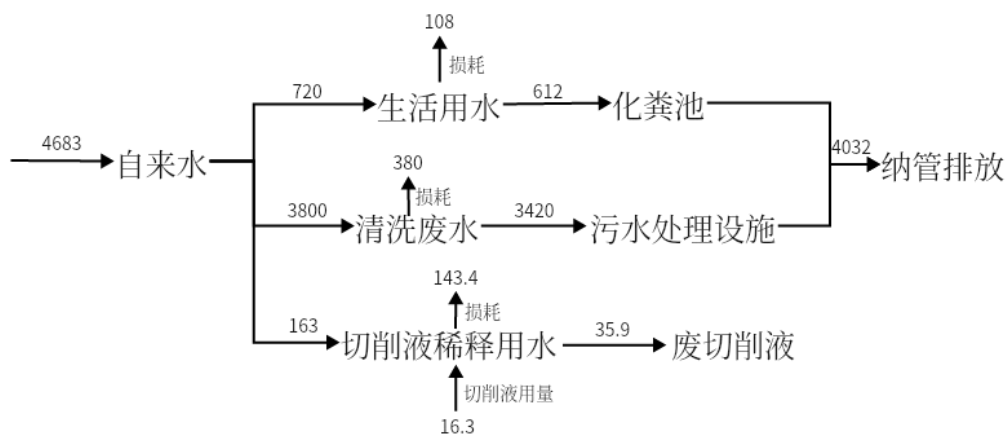 108
损耗
720
生活用水
612
化粪池
4683
自来水
4032
纳管排放
380
损耗
3800
清洗废水
3420
污水处理设施
143.4
损耗
163
切削液稀释用水
35.9
废切削液
切削液用量
16.3